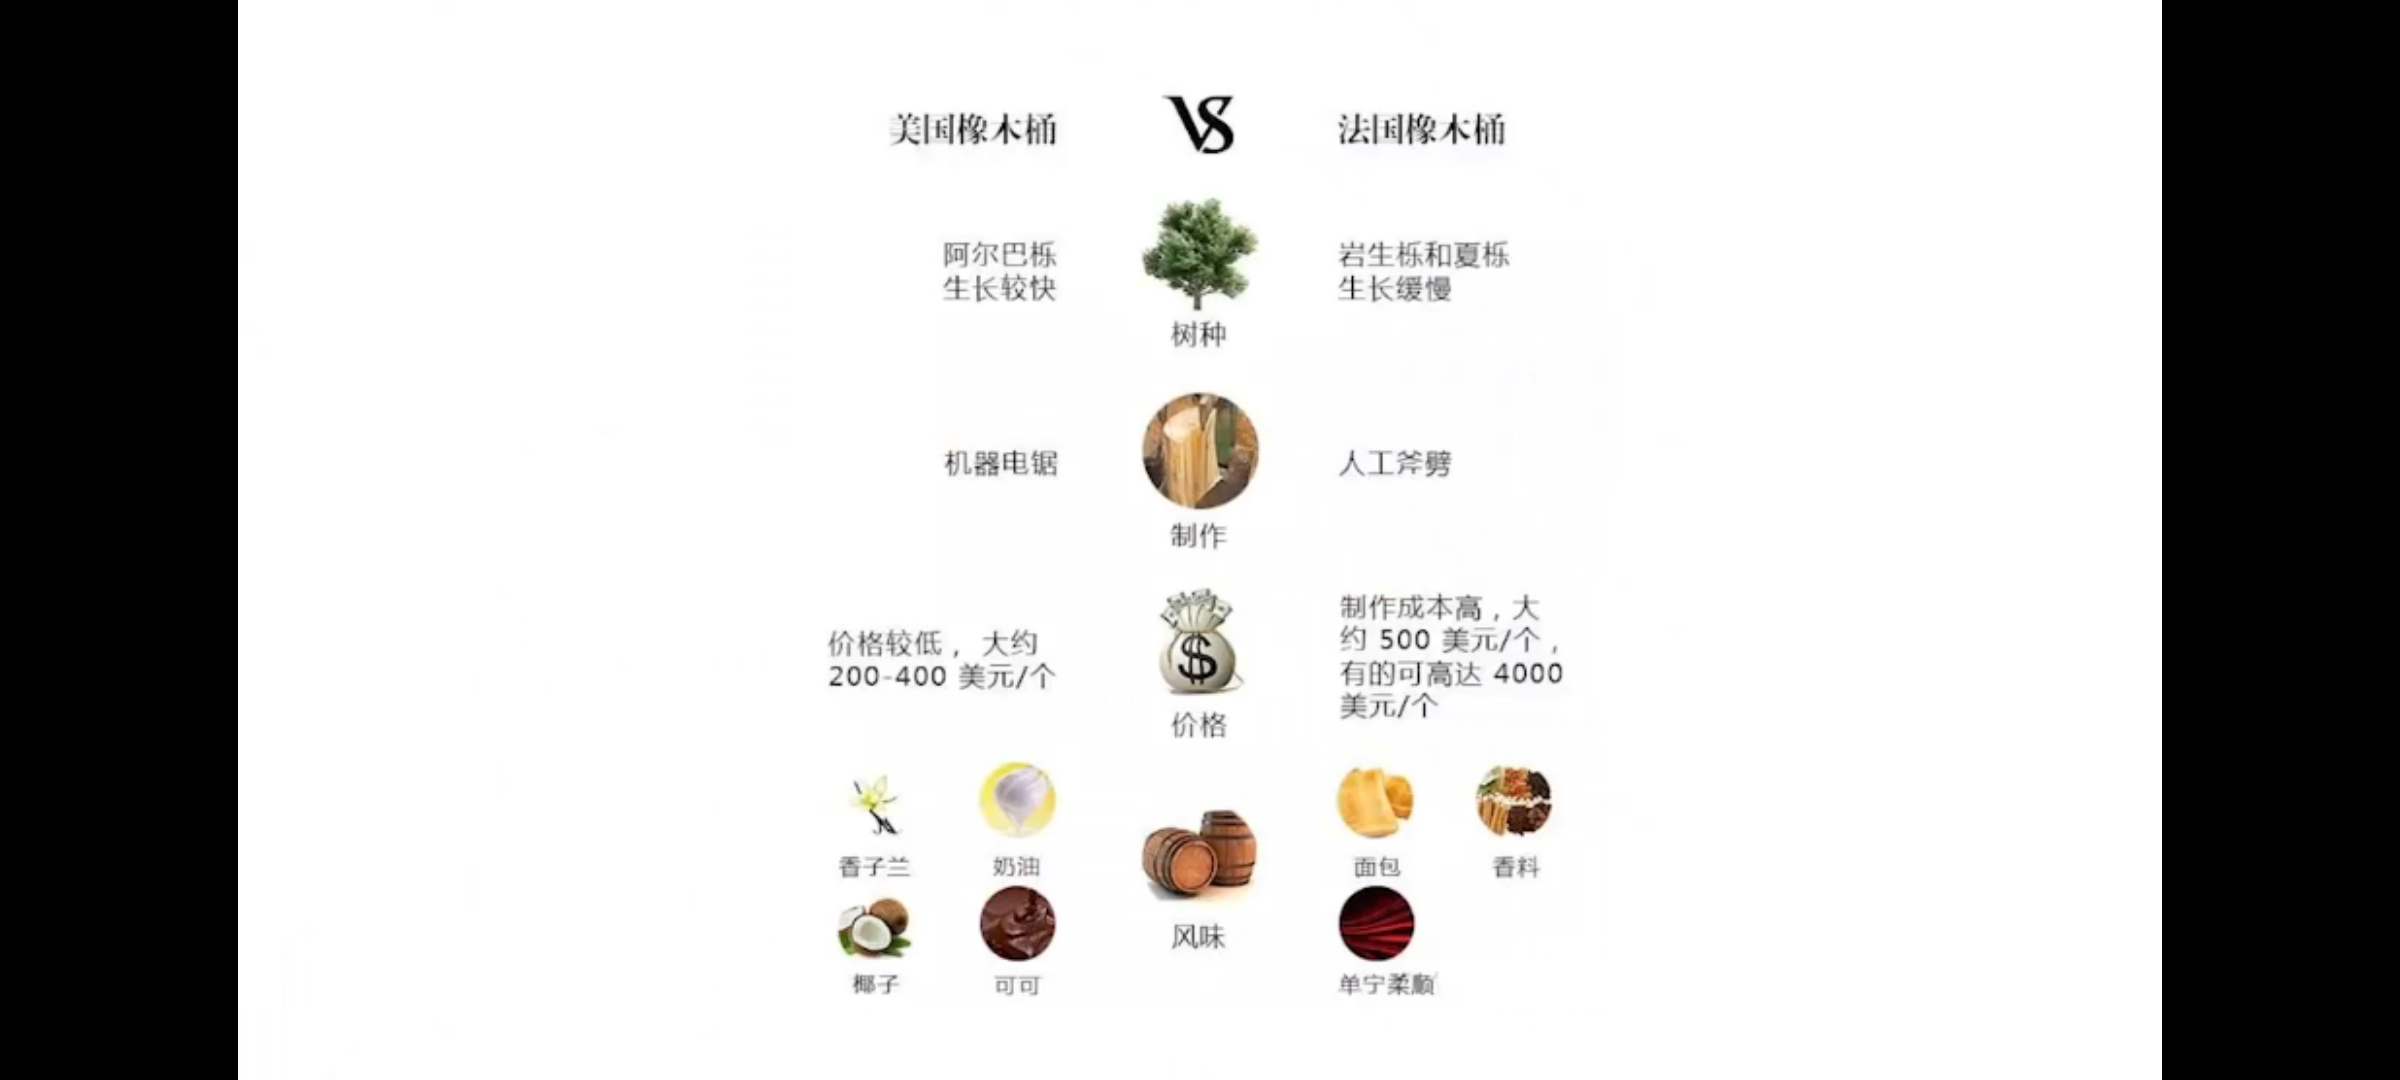 美国橡木桶
VS
法国橡木桶
阿尔巴栎
生长较快
岩生栎和夏栎
生长缓慢
树种
机器电锯
人工斧劈
制作
价格较低，大约
200-400 美元/个
制作成本高，大
约 500 美元/个，
有的可高达 4000
美元/个
$
价格
香子兰
奶油
面包
香料
椰子
可可
风味
单宁柔顺